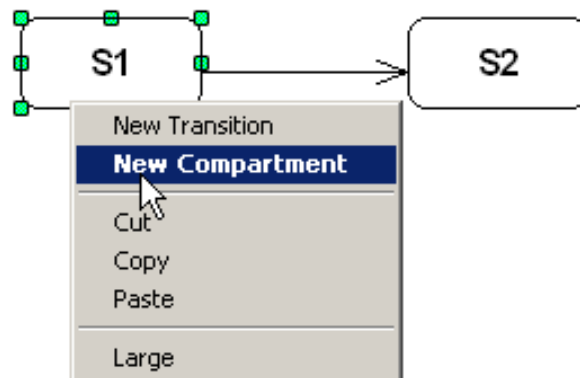 S1
S2
New Transition
New Compartment
Cut
Copy
Paste
Large